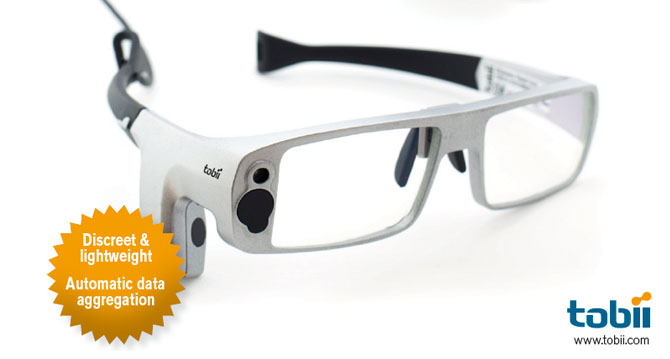 tobii
Discreet &
lightweight
Automatic data
aggregation
tobii
www.tobii.com